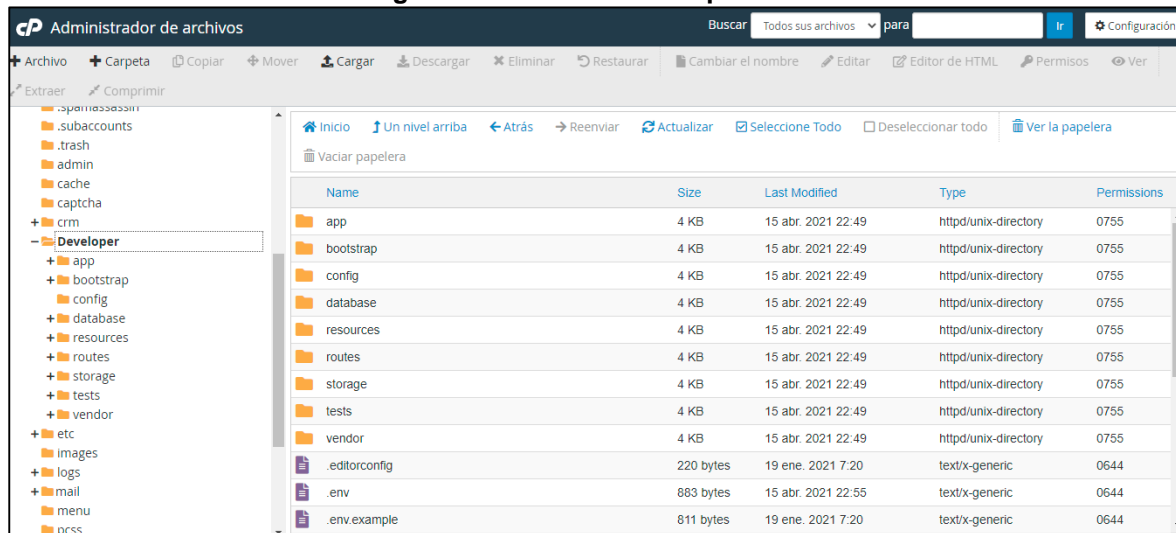 cP Administrador de archivos Buscar Todos sus archivos para Ir Configuración
Archivo Carpeta Copiar Mover Cargar Descargar Eliminar Restaurar Cambiar el nombre Editar Editor de HTML Permisos Ver
Extraer Comprimir
.spamassassin
.subaccounts
.trash
admin
cache
captcha
crm
Developer
app
bootstrap
config
database
resources
routes
storage
tests
vendor
etc
images
logs
mail
menu
pcss
Inicio Un nivel arriba Atrás Reenviar Actualizar Seleccione Todo Deseleccionar todo Ver la papelera
Vaciar papelera
Name Size Last Modified Type Permissions
app 4 KB 15 abr. 2021 22:49 httpd/unix-directory 0755
bootstrap 4 KB 15 abr. 2021 22:49 httpd/unix-directory 0755
config 4 KB 15 abr. 2021 22:49 httpd/unix-directory 0755
database 4 KB 15 abr. 2021 22:49 httpd/unix-directory 0755
resources 4 KB 15 abr. 2021 22:49 httpd/unix-directory 0755
routes 4 KB 15 abr. 2021 22:49 httpd/unix-directory 0755
storage 4 KB 15 abr. 2021 22:49 httpd/unix-directory 0755
tests 4 KB 15 abr. 2021 22:49 httpd/unix-directory 0755
vendor 4 KB 15 abr. 2021 22:49 httpd/unix-directory 0755
.editorconfig 220 bytes 19 ene. 2021 7:20 text/x-generic 0644
.env 883 bytes 15 abr. 2021 22:55 text/x-generic 0644
.env.example 811 bytes 19 ene. 2021 7:20 text/x-generic 0644